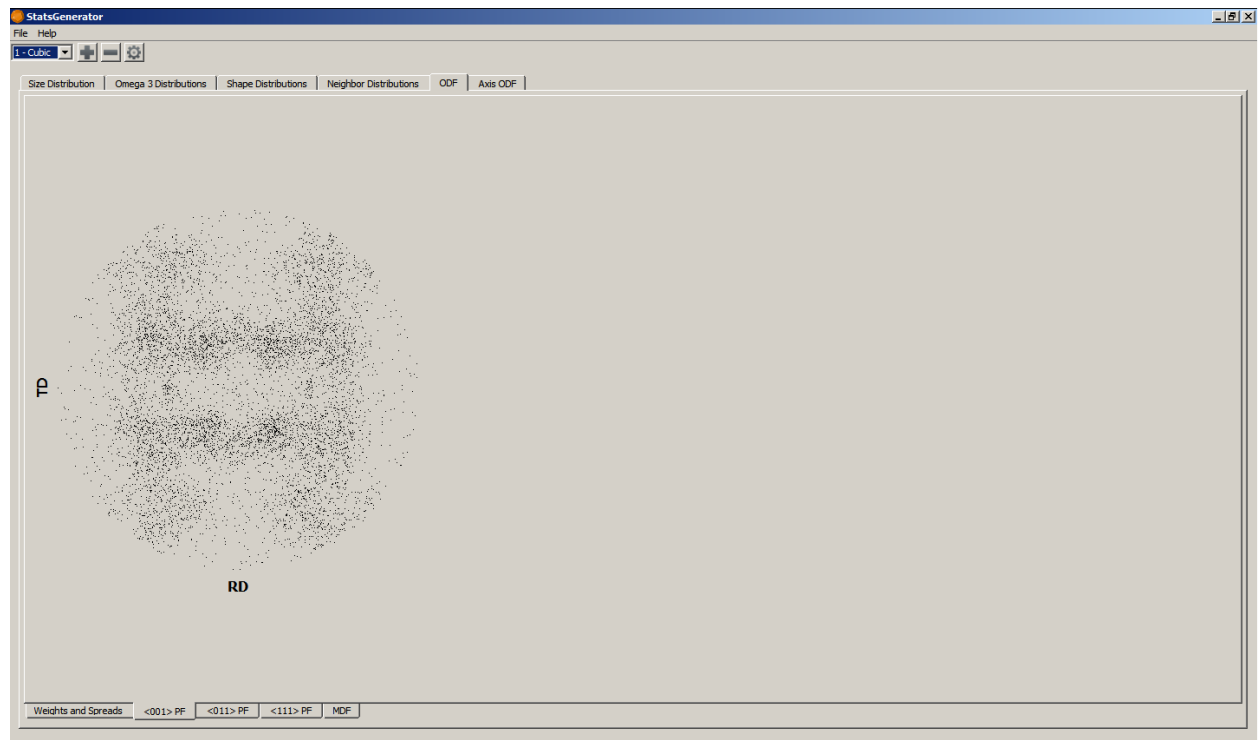 StatsGenerator
File Help
1 - Cubic
Size Distribution Omega 3 Distributions Shape Distributions Neighbor Distributions ODF Axis ODF
TD
RD
Weights and Spreads <001> PF <011> PF <111> PF MDF